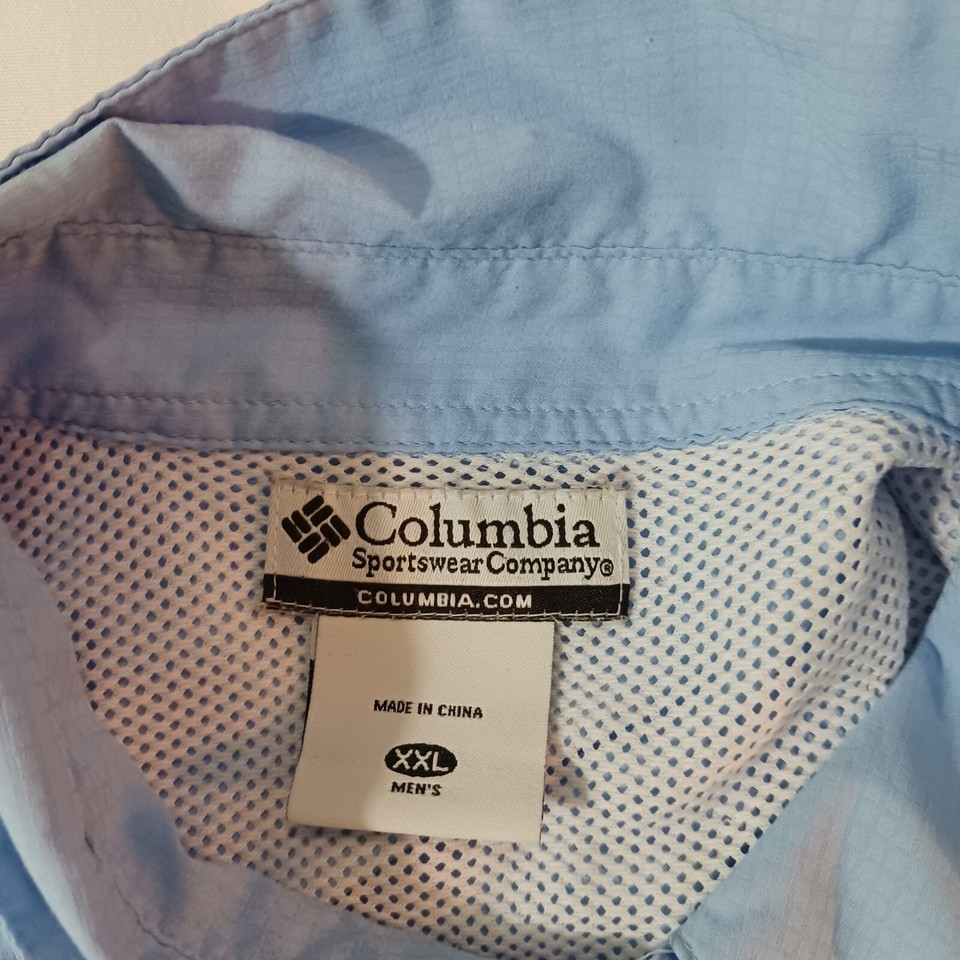 Columbia
Sportswear Company®
COLUMBIA.COM
MADE IN CHINA
XXL
MEN'S